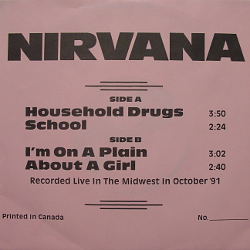 NIRVANA
SIDE A
Household Drugs 3:50
School 2:24
SIDE B
I'm On A Plain 3:02
About A Girl 2:40
Recorded Live In The Midwest in October '91
Printed in Canada No.